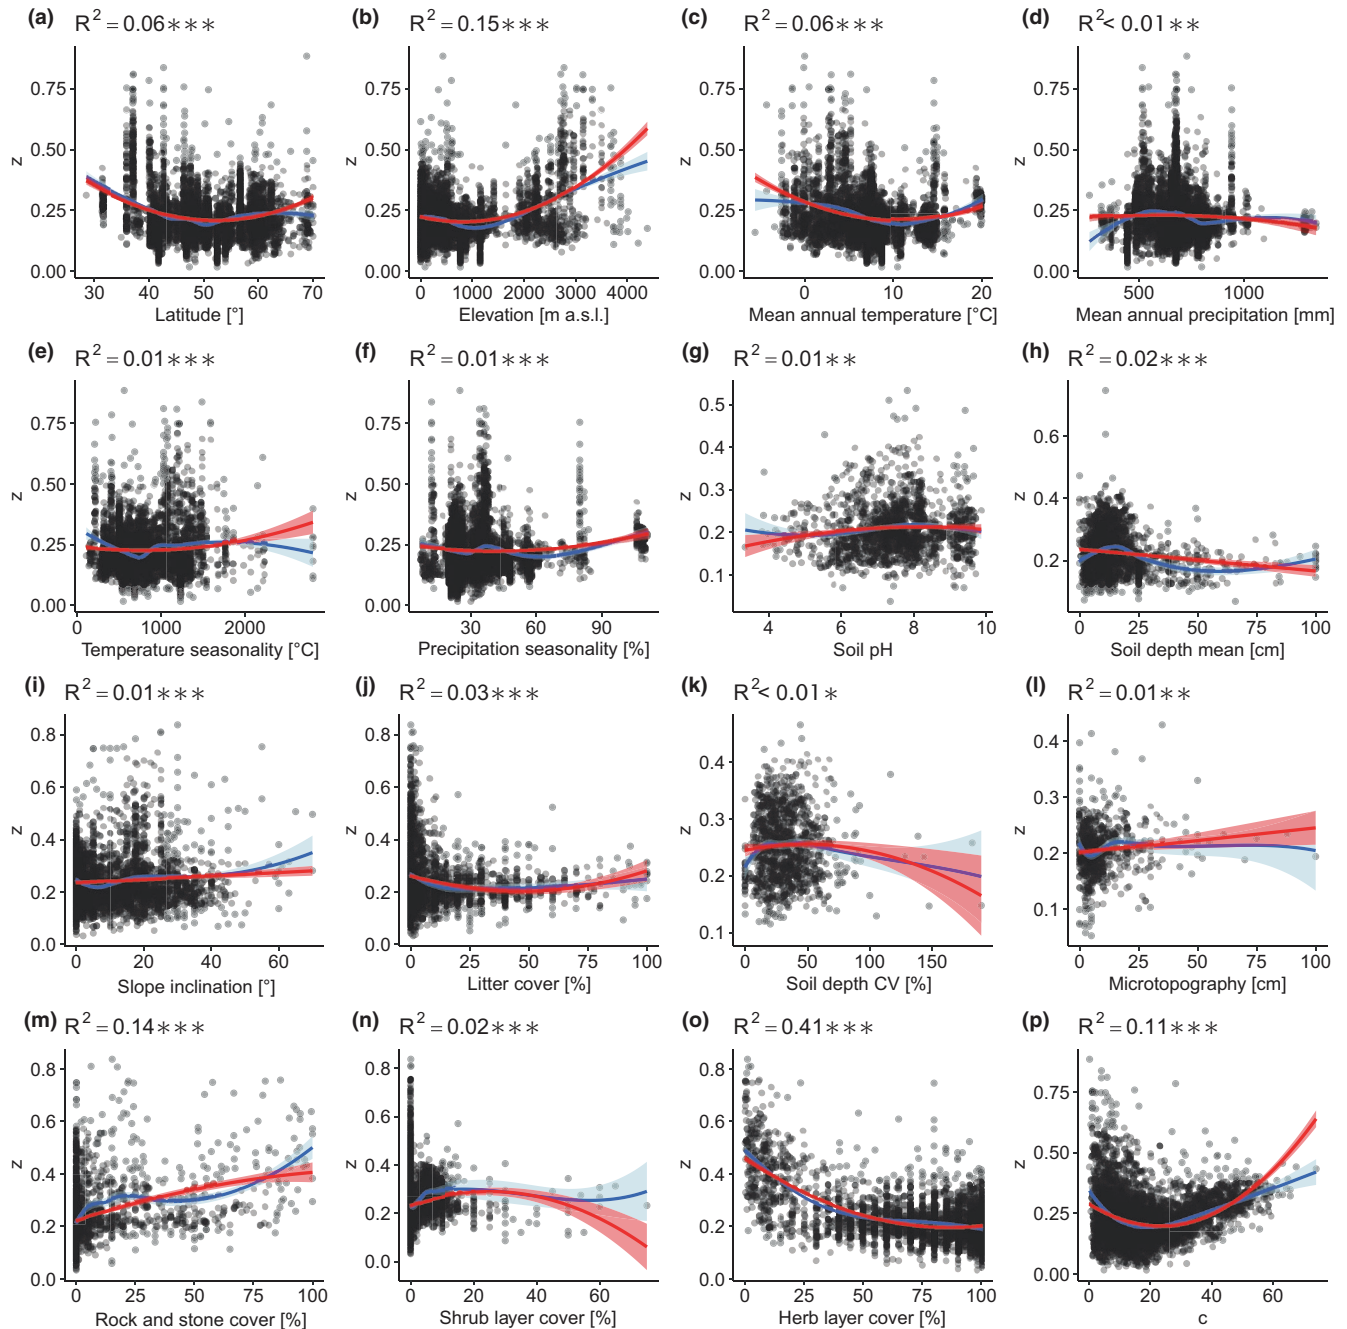 (a) R² = 0.06∗∗∗
(b) R² = 0.15∗∗∗
(c) R² = 0.06∗∗∗
(d) R²< 0.01∗∗
z
0.75
0.50
0.25
0.00
30 40 50 60 70
Latitude [°]
z
0.75
0.50
0.25
0.00
0 1000 2000 3000 4000
Elevation [m a.s.l.]
z
0.75
0.50
0.25
0.00
0 10 20
Mean annual temperature [°C]
z
0.75
0.50
0.25
0.00
500 1000
Mean annual precipitation [mm]
(e) R² = 0.01∗∗∗
(f) R² = 0.01∗∗∗
(g) R² = 0.01∗∗
(h) R² = 0.02∗∗∗
z
0.75
0.50
0.25
0.00
0 1000 2000
Temperature seasonality [°C]
z
0.75
0.50
0.25
0.00
30 60 90
Precipitation seasonality [%]
z
0.5
0.4
0.3
0.2
0.1
4 6 8 10
Soil pH
z
0.6
0.4
0.2
0 25 50 75 100
Soil depth mean [cm]
(i) R² = 0.01∗∗∗
(j) R² = 0.03∗∗∗
(k) R²< 0.01∗
(l) R² = 0.01∗∗
z
0.8
0.6
0.4
0.2
0.0
0 20 40 60
Slope inclination [°]
z
0.8
0.6
0.4
0.2
0.0
0 25 50 75 100
Litter cover [%]
z
0.4
0.3
0.2
0.1
0 50 100 150
Soil depth CV [%]
z
0.4
0.3
0.2
0.1
0 25 50 75 100
Microtopography [cm]
(m) R² = 0.14∗∗∗
(n) R² = 0.02∗∗∗
(o) R² = 0.41∗∗∗
(p) R² = 0.11∗∗∗
z
0.8
0.6
0.4
0.2
0.0
0 25 50 75 100
Rock and stone cover [%]
z
0.8
0.6
0.4
0.2
0.0
0 20 40 60
Shrub layer cover [%]
z
0.8
0.6
0.4
0.2
0.0
0 25 50 75 100
Herb layer cover [%]
z
0.75
0.50
0.25
0.00
0 20 40 60
c